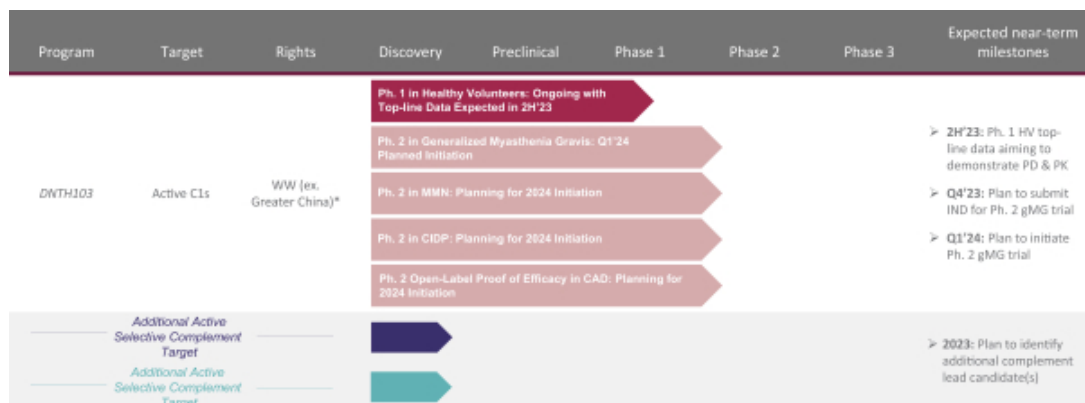 Program Target Rights Discovery Preclinical Phase 1 Phase 2 Phase 3 Expected near-term
milestones
DNTH103
Active C1s
WW (ex.
Greater China)*
Ph. 1 in Healthy Volunteers: Ongoing with
Top-line Data Expected in 2H'23
Ph. 2 in Generalized Myasthenia Gravis: Q1'24
Planned Initiation
Ph. 2 in MMN: Planning for 2024 Initiation
Ph. 2 in CIDP: Planning for 2024 Initiation
Ph. 2 Open-Label Proof of Efficacy in CAD: Planning for
2024 Initiation
➢ 2H'23: Ph. 1 HV top-
line data aiming to
demonstrate PD & PK
➢ Q4'23: Plan to submit
IND for Ph. 2 gMG trial
➢ Q1'24: Plan to initiate
Ph. 2 gMG trial
Additional Active
Selective Complement
Target
Additional Active
Selective Complement
Target
➢ 2023: Plan to identify
additional complement
lead candidate(s)